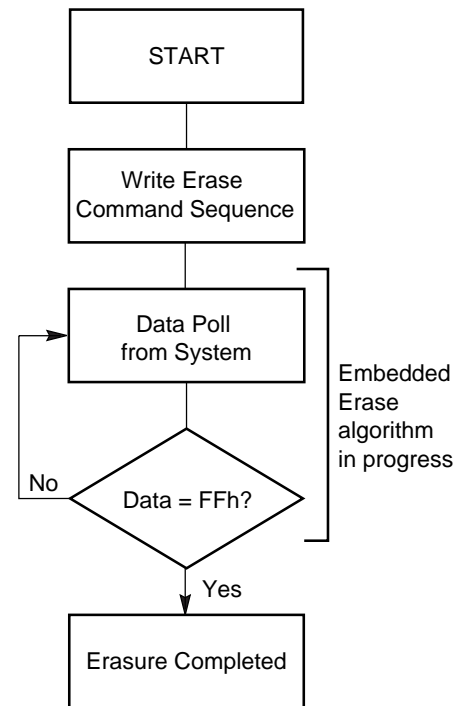 START
Write Erase
Command Sequence
Data Poll
from System
Embedded
Erase
algorithm
in progress
No
Data = FFh?
Yes
Erasure Completed